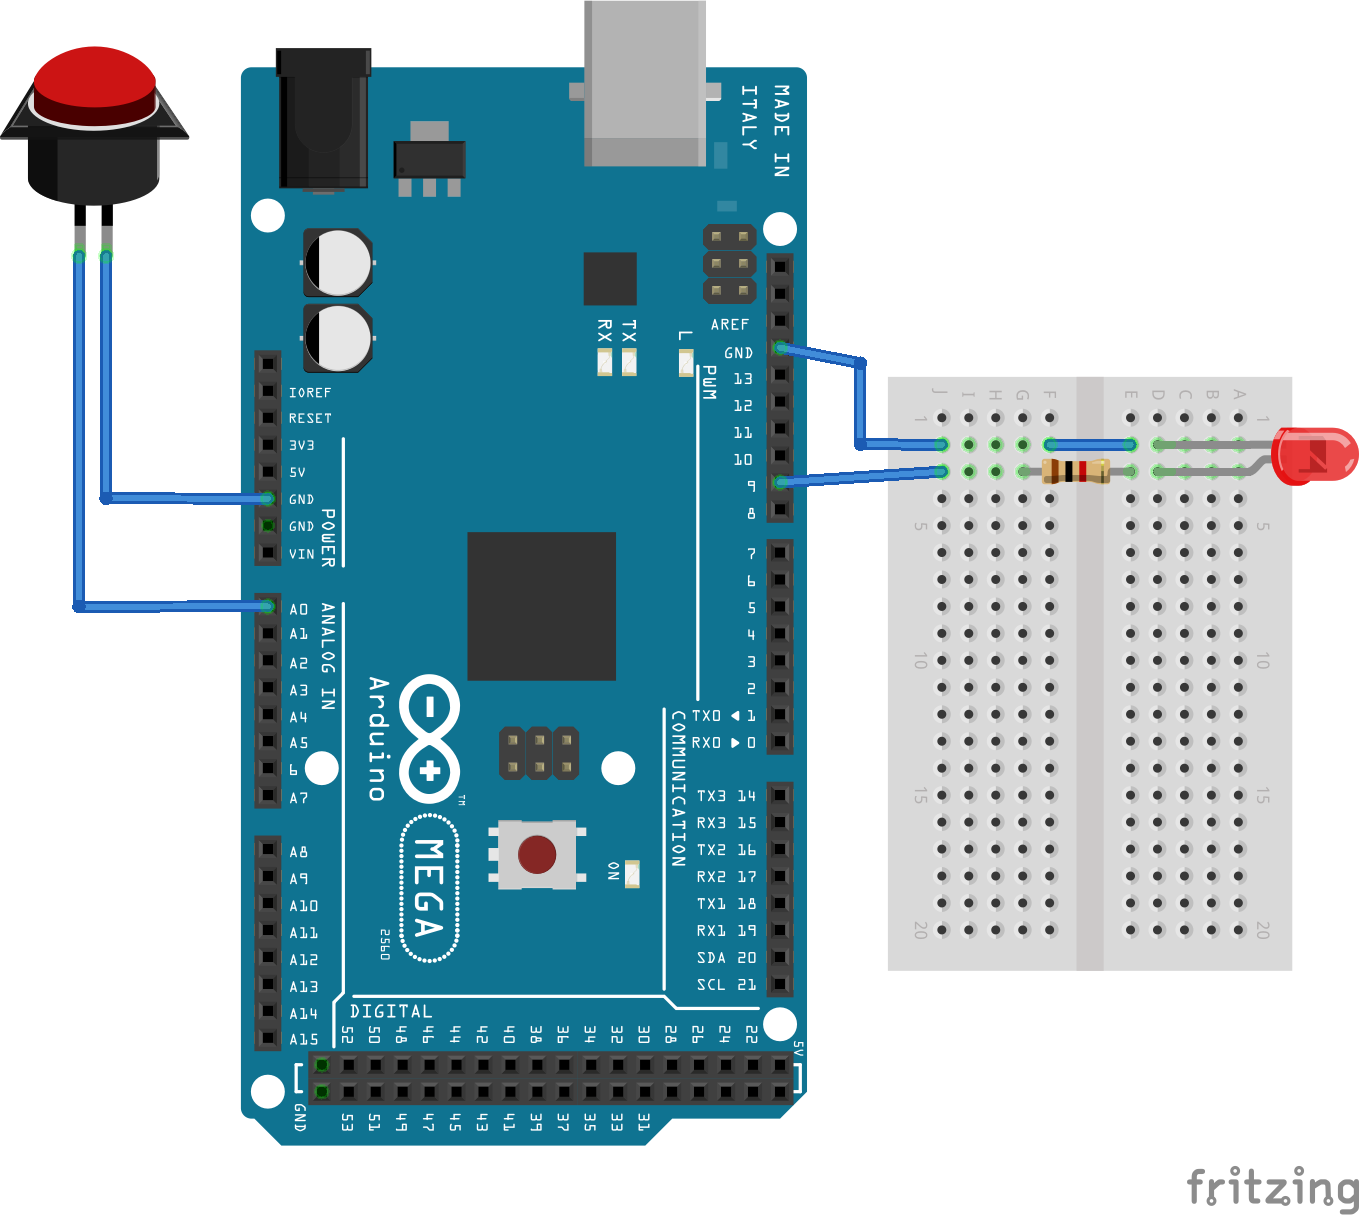 MADE IN
ITALY
RX
TX
L
AREF
GND
13
12
11
10
9
8
PWM
7
6
5
4
3
2
TX0 ◄ 1
RX0 ► 0
COMMUNICATION
TX3 14
RX3 15
TX2 16
RX2 17
TX1 18
RX1 19
SDA 20
SCL 21
IOREF
RESET
3V3
5V
GND
GND
VIN
POWER
A0
A1
A2
A3
A4
A5
6
A7
ANALOG IN
A8
A9
A10
A11
A12
A13
A14
A15
Arduino
TM
MEGA
2560
ON
DIGITAL
52 50 48 46 44 42 40 38 36 34 32 30 28 26 24 22
5V
GND
53 51 49 47 45 43 41 39 37 35 33 31
J I H G F E D C B A
1 1
5 5
10 10
15 15
20 20
fritzing